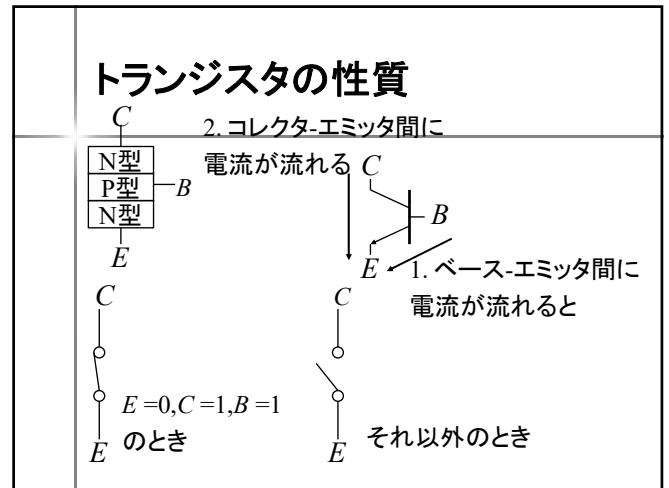 トランジスタの性質
C
N型
P型
N型
B
E
2. コレクタ-エミッタ間に
電流が流れる
C
B
E
1. ベース-エミッタ間に
電流が流れると
C
E =0,C =1,B =1
のとき
E
C
それ以外のとき
E